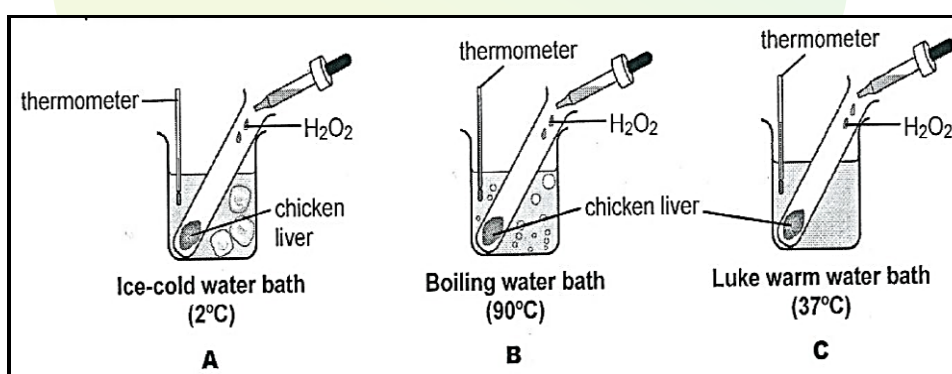 thermometer
H₂O₂
chicken
liver
Ice-cold water bath
(2ºC)
A
thermometer
H₂O₂
chicken liver
Boiling water bath
(90ºC)
B
thermometer
H₂O₂
Luke warm water bath
(37ºC)
C